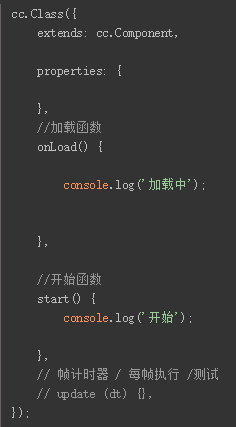 cc.Class({
extends: cc.Component,
properties: {
},
//加载函数
onLoad() {
console.log('加载中');
},
//开始函数
start() {
console.log('开始');
},
// 帧计时器 / 每帧执行 /测试
// update (dt) {},
});